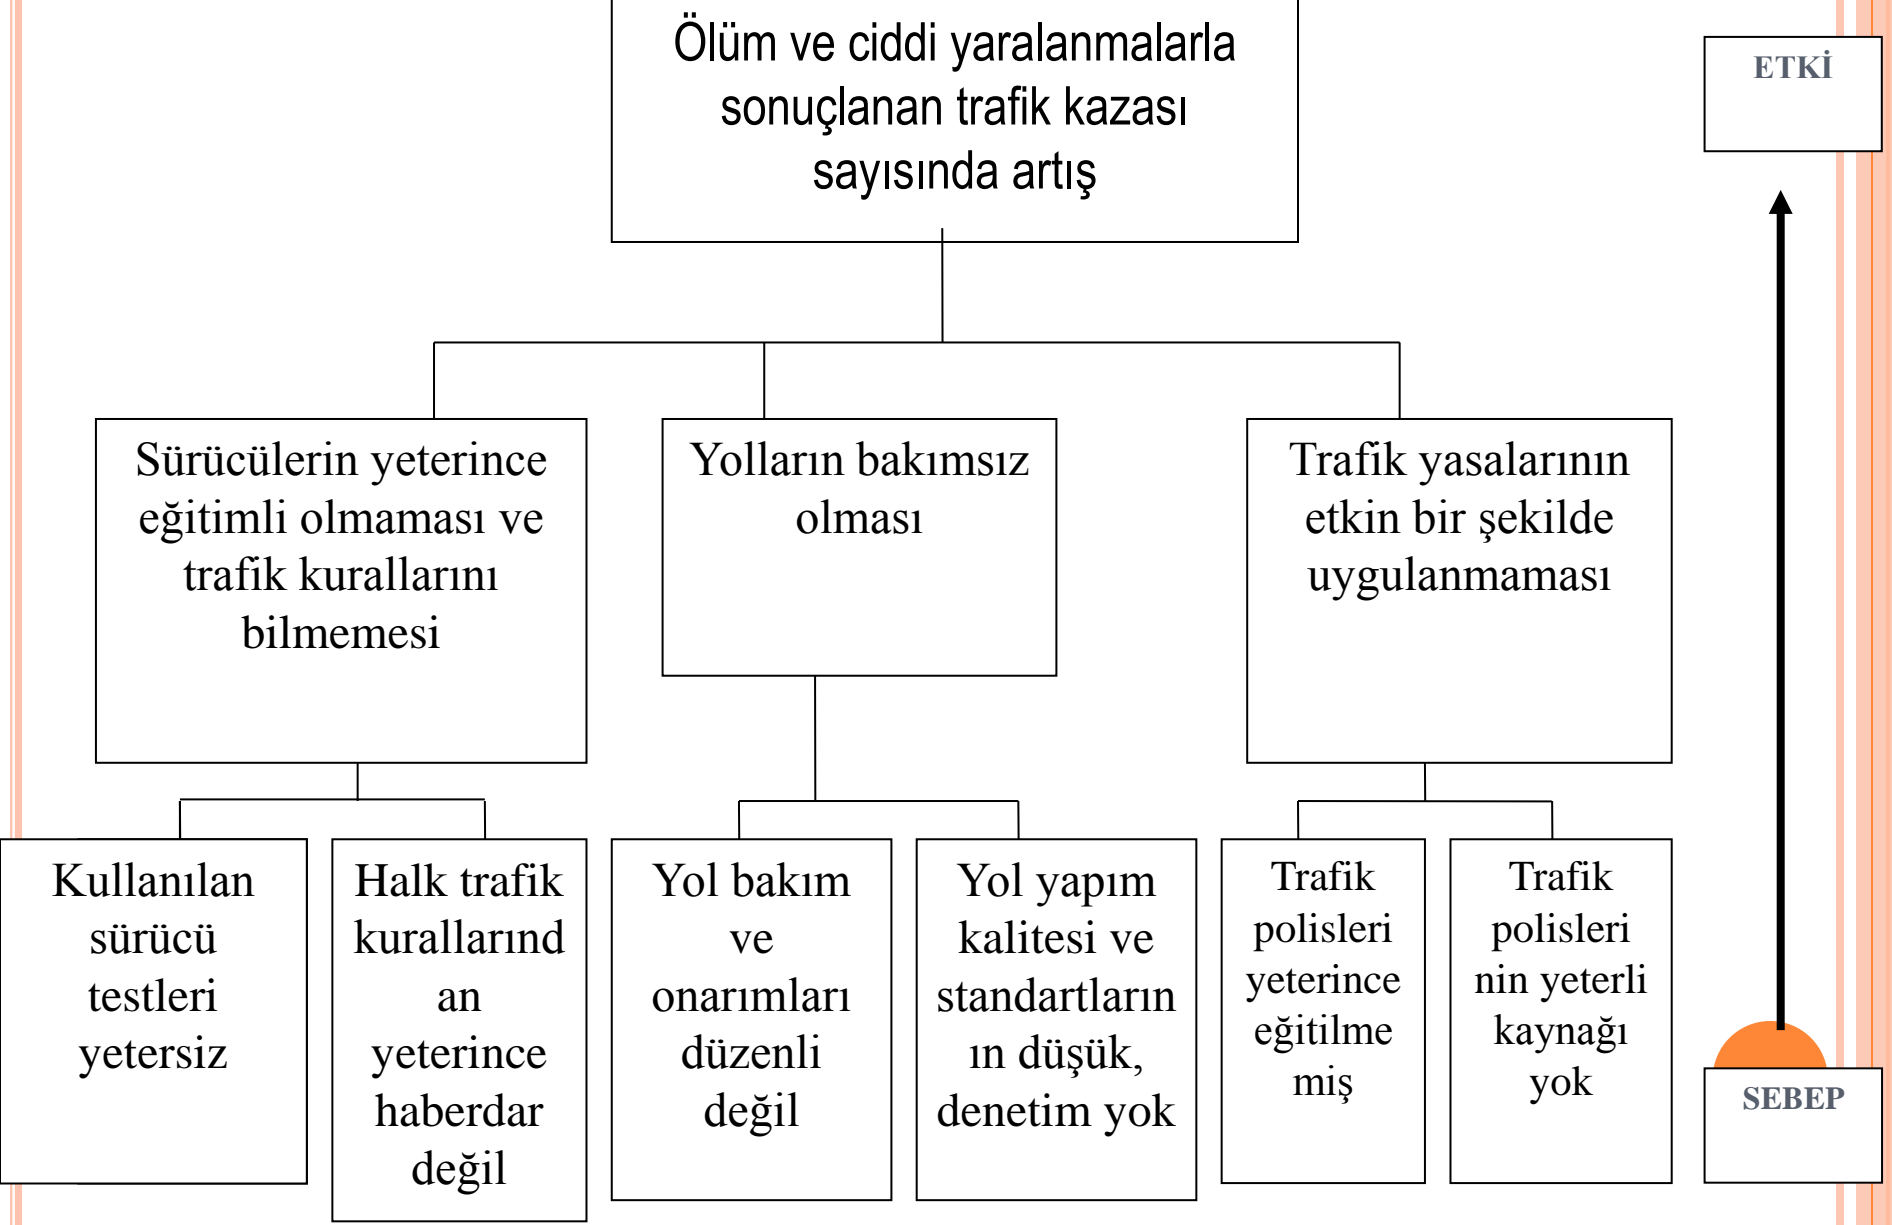 Ölüm ve ciddi yaralanmalarla
sonuçlanan trafik kazası
sayısında artış
ETKİ
Sürücülerin yeterince
eğitimli olmaması ve
trafik kurallarını
bilmemesi
Yolların bakımsız
olması
Trafik yasalarının
etkin bir şekilde
uygulanmaması
Kullanılan
sürücü
testleri
yetersiz
Halk trafik
kurallarınd
an
yeterince
haberdar
değil
Yol bakım
ve
onarımları
düzenli
değil
Yol yapım
kalitesi ve
standartların
ın düşük,
denetim yok
Trafik
polisleri
yeterince
eğitilme
miş
Trafik
polisleri
nin yeterli
kaynağı
yok
SEBEP